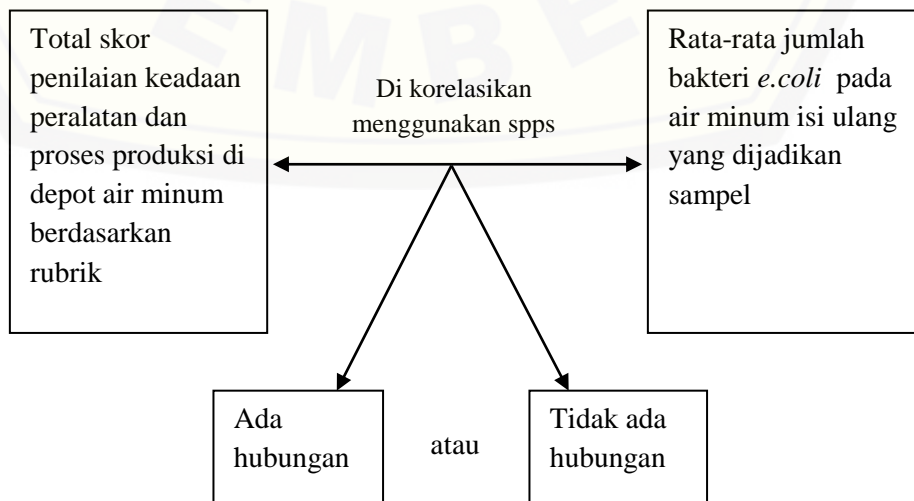 Total skor
penilaian keadaan
peralatan dan
proses produksi di
depot air minum
berdasarkan
rubrik
Di korelasikan
menggunakan spps
Rata-rata jumlah
bakteri e.coli pada
air minum isi ulang
yang dijadikan
sampel
Ada
hubungan
atau
Tidak ada
hubungan